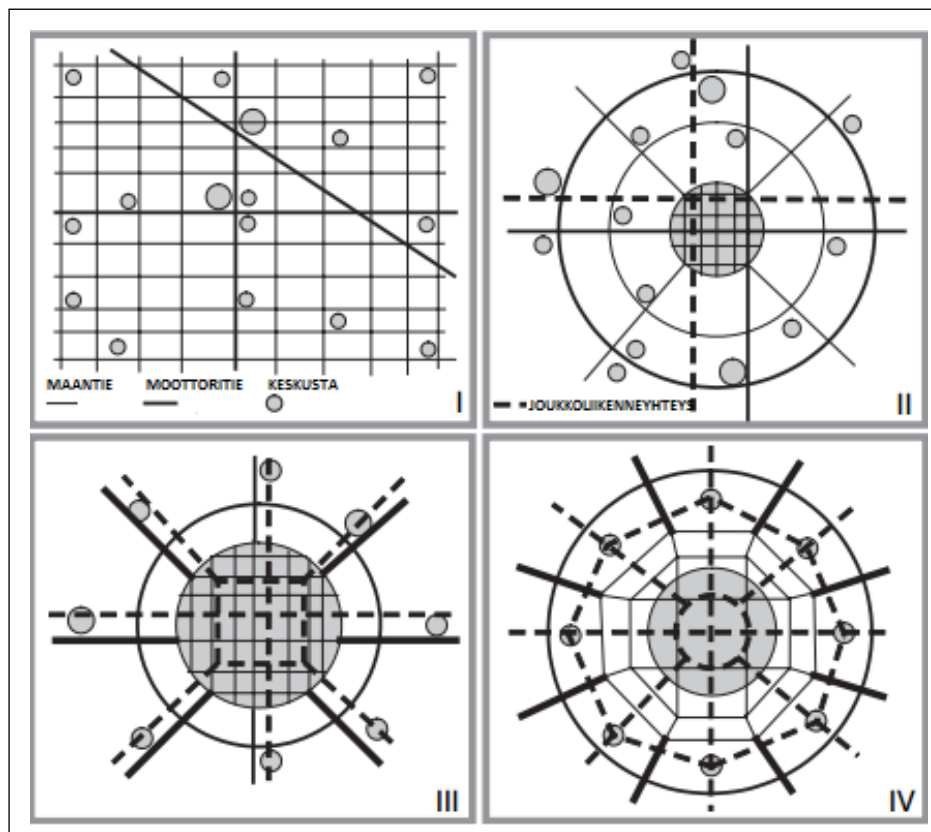 MAANTIE MOOTTORITIE KESKUSTA
I
JOUKKOLIIKENNEYHTEYS
II
III
IV